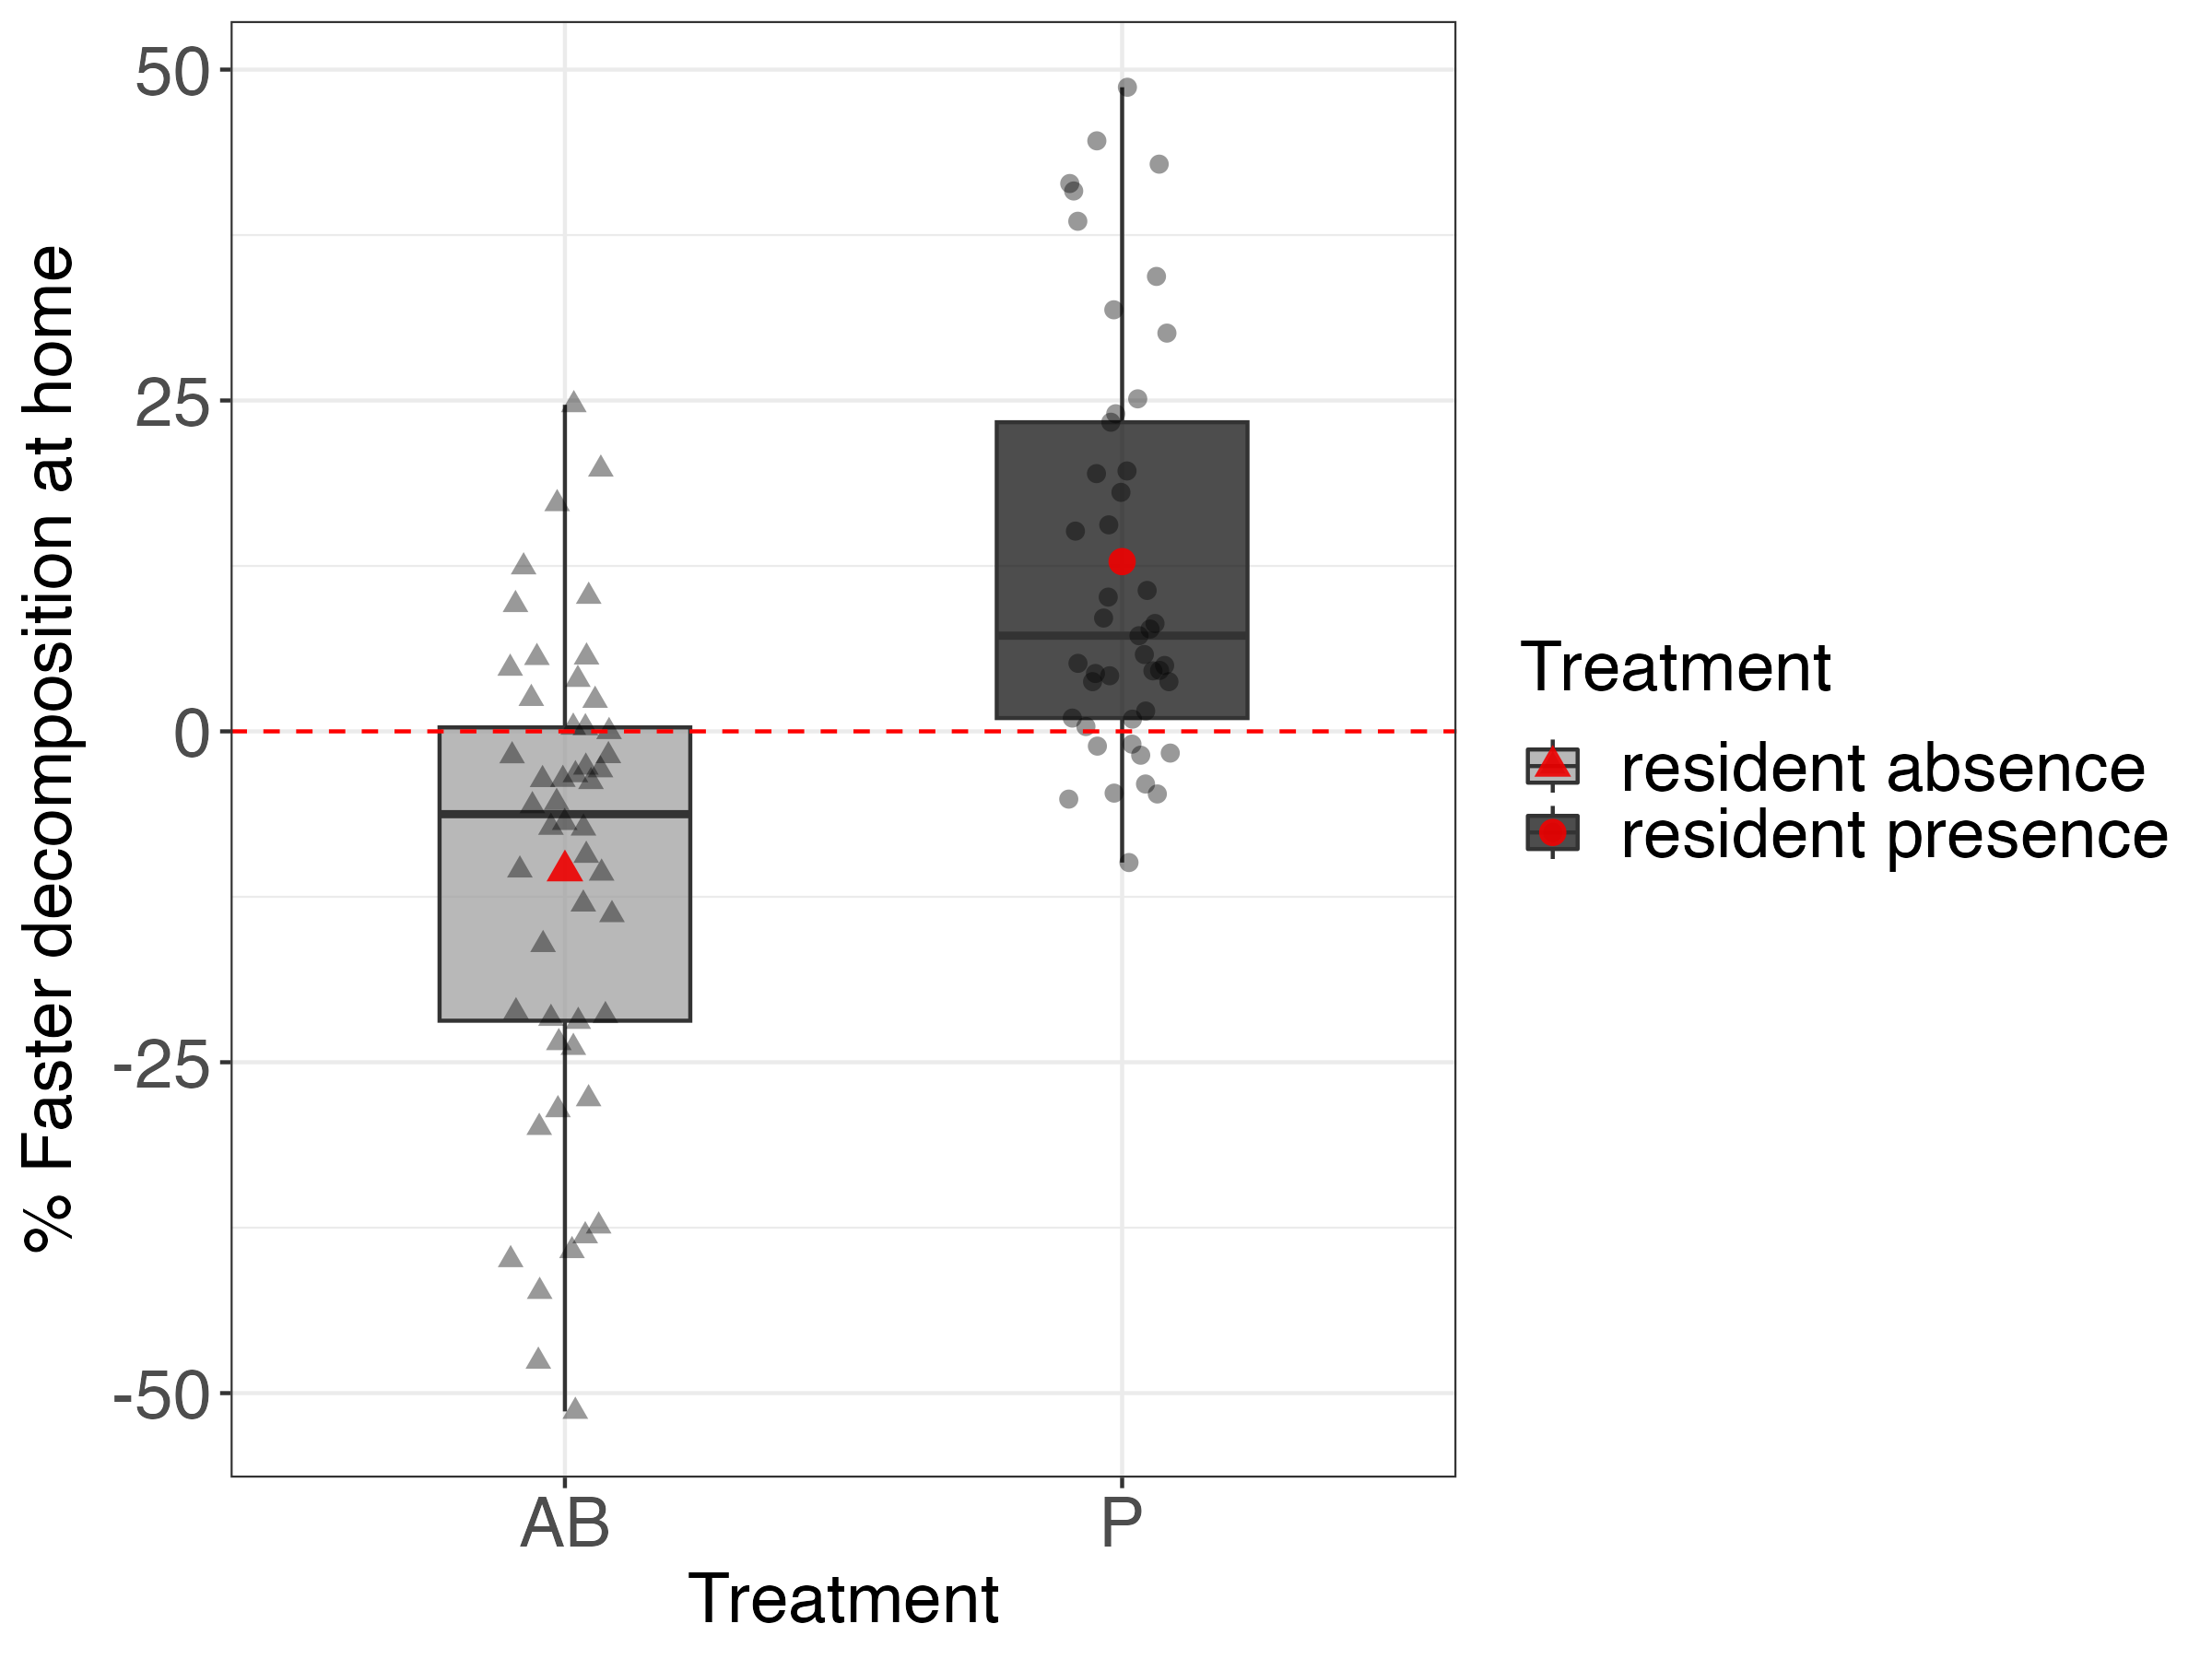 % Faster decomposition at home
50
25
0
-25
-50
AB
P
Treatment
Treatment
resident absence
resident presence